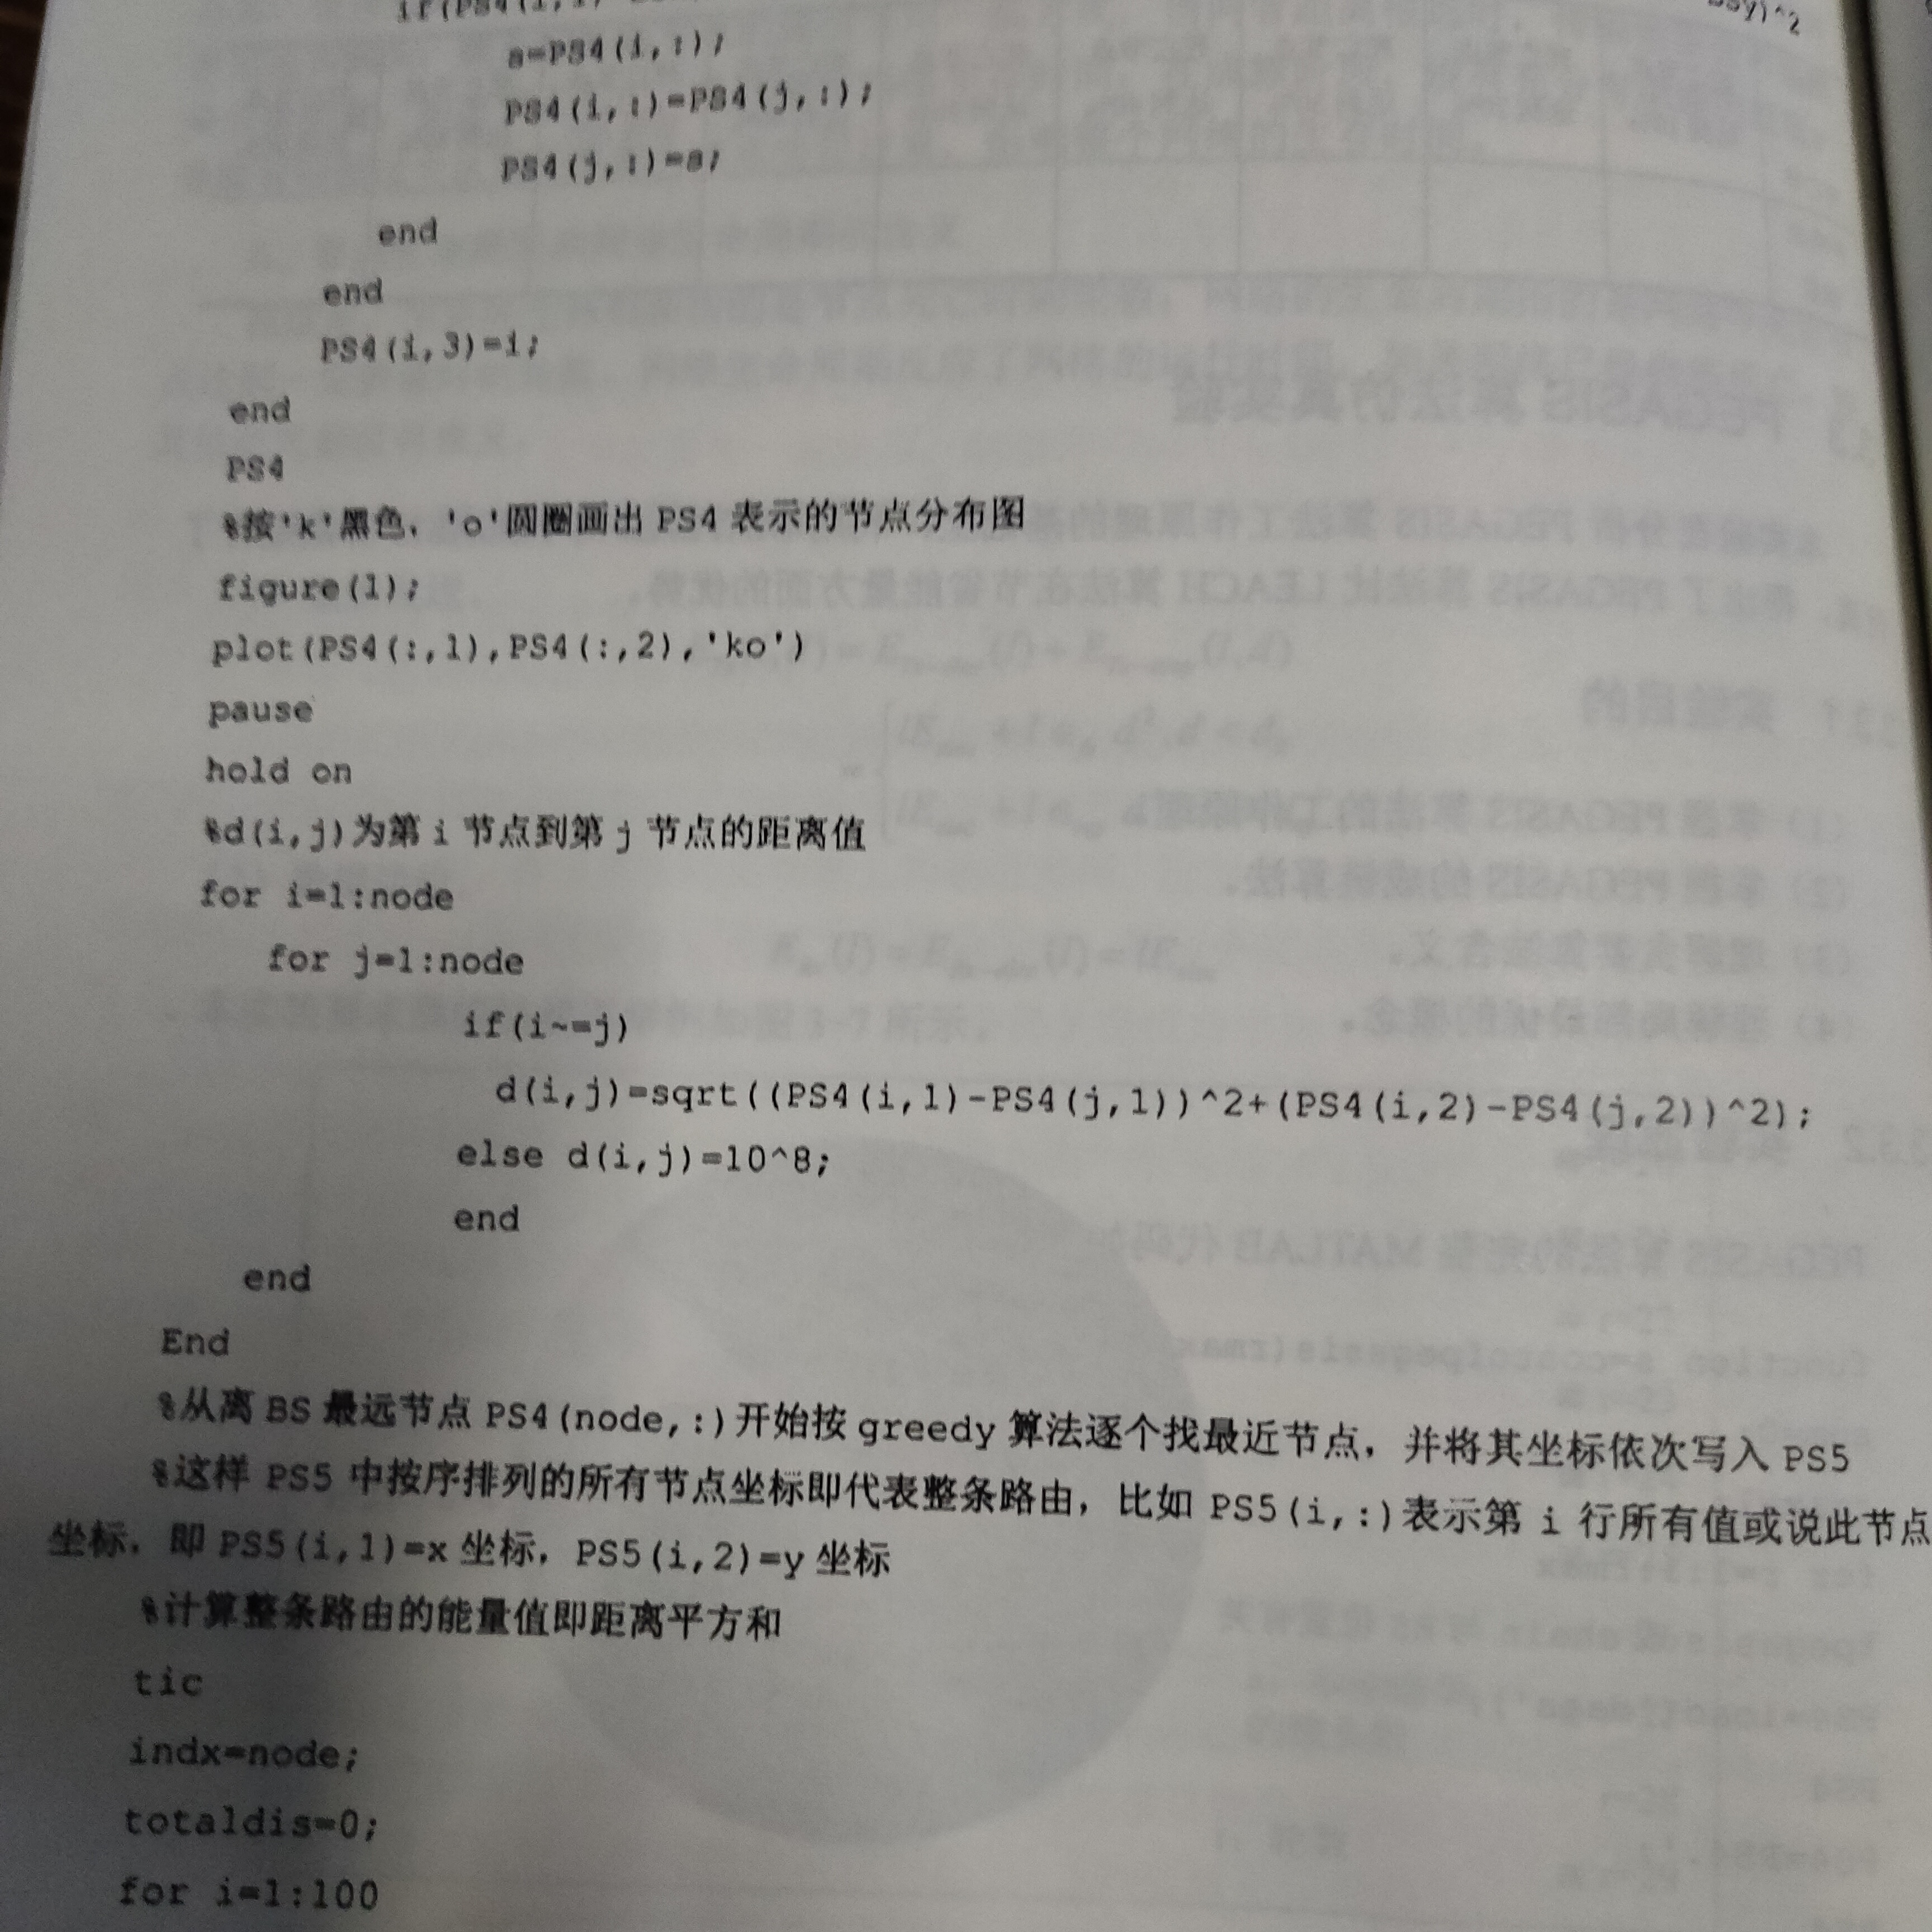 if(PS4(i,1)
sy)^2
a=PS4(i,:);
PS4(i,:)=PS4(j,:);
PS4(j,:)=a;
end
end
PS4(i,3)=i;
end
PS4
%按'k'黑色，'o'圆圈画出 PS4 表示的节点分布图
figure(1);
plot(PS4(:,1),PS4(:,2),'ko')
pause
hold on
%d(i,j)为第 i 节点到第 j 节点的距离值
for i=1:node
for j=1:node
if(i~=j)
d(i,j)=sqrt((PS4(i,1)-PS4(j,1))^2+(PS4(i,2)-PS4(j,2))^2);
else d(i,j)=10^8;
end
end
End
%从离 BS 最远节点 PS4(node,:)开始按 greedy 算法逐个找最近节点，并将其坐标依次写入 PS5
%这样 PS5 中按序排列的所有节点坐标即代表整条路由，比如 PS5(i,:)表示第 i 行所有值或说此节点
坐标，即 PS5(i,1)=x 坐标，PS5(i,2)=y 坐标
%计算整条路由的能量值即距离平方和
tic
indx=node;
totaldis=0;
for i=1:100